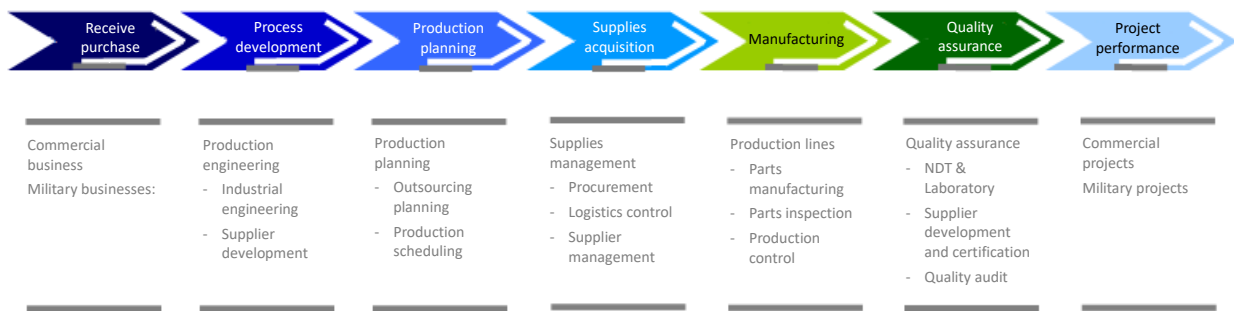 Receive
purchase
Process
development
Production
planning
Supplies
acquisition
Manufacturing
Quality
assurance
Project
performance
Commercial
business
Military businesses:
Production
engineering
- Industrial
engineering
- Supplier
development
Production
planning
- Outsourcing
planning
- Production
scheduling
Supplies
management
- Procurement
- Logistics control
- Supplier
management
Production lines
- Parts
manufacturing
- Parts inspection
- Production
control
Quality assurance
- NDT &
Laboratory
- Supplier
development
and certification
- Quality audit
Commercial
projects
Military projects